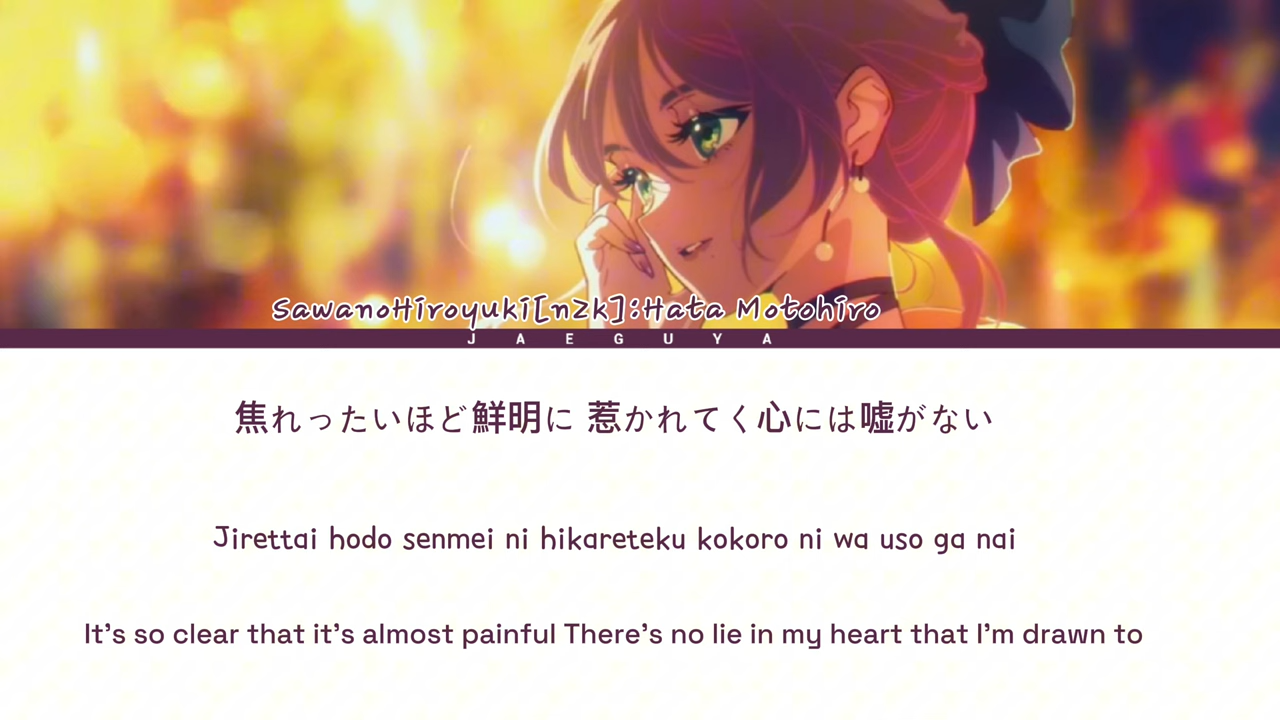 SawanoHiroyuki[nZk]:Hata Motohiro
JAEGUYA
焦れったいほど鮮明に 惹かれてく心には嘘がない
Jirettai hodo senmei ni hikareteku kokoro ni wa uso ga nai
It's so clear that it's almost painful There's no lie in my heart that I'm drawn to